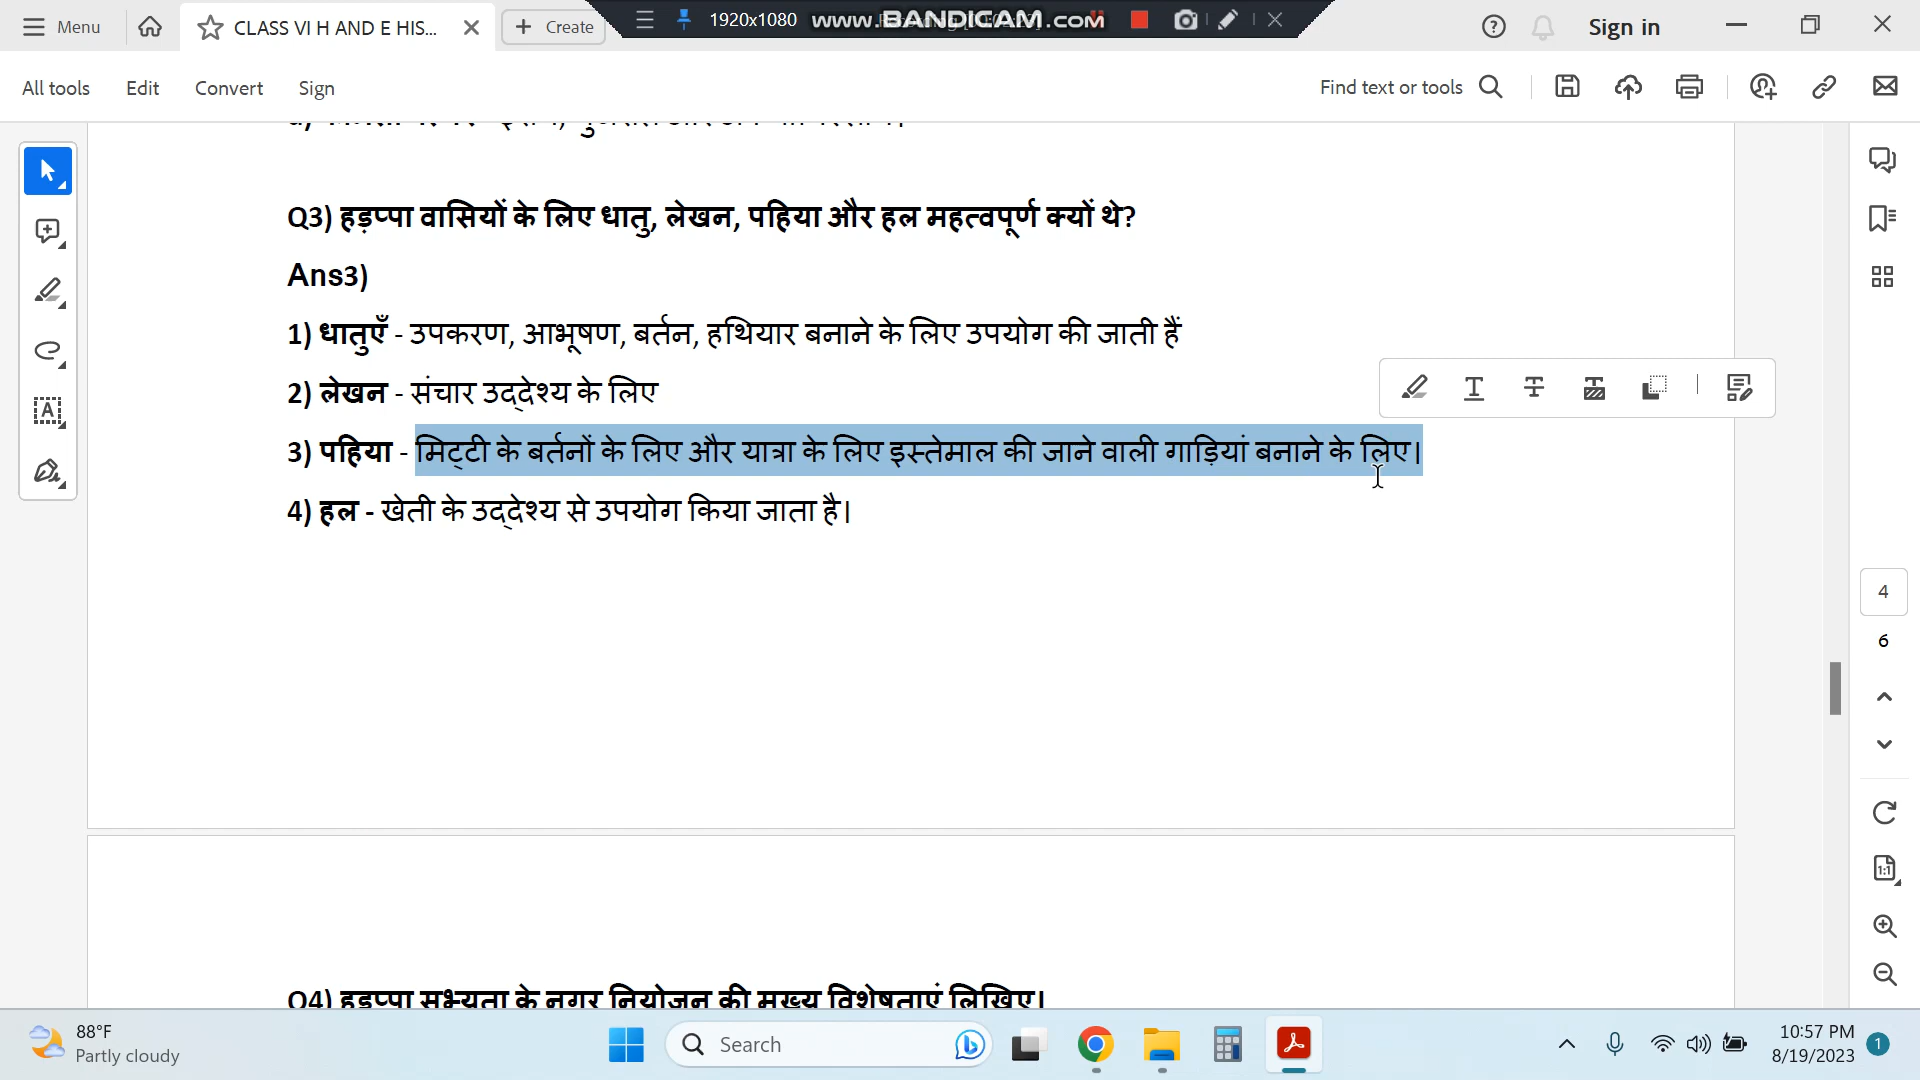 Menu
CLASS VI H AND E HIS...
Create
1920x1080
www.BANDICAM.com
Sign in
All tools
Edit
Convert
Sign
Find text or tools
Q3) हड़प्पा वासियों के लिए धातु, लेखन, पहिया और हल महत्वपूर्ण क्यों थे?
Ans3)
1) धातुएँ - उपकरण, आभूषण, बर्तन, हथियार बनाने के लिए उपयोग की जाती हैं
2) लेखन - संचार उद्देश्य के लिए
3) पहिया - मिट्टी के बर्तनों के लिए और यात्रा के लिए इस्तेमाल की जाने वाली गाड़ियां बनाने के लिए।
4) हल - खेती के उद्देश्य से उपयोग किया जाता है।
4
6
Q4) हड़प्पा सभ्यता के नगर नियोजन की मुख्य विशेषताएं लिखिए।
88°F
Partly cloudy
Search
10:57 PM
8/19/2023
1